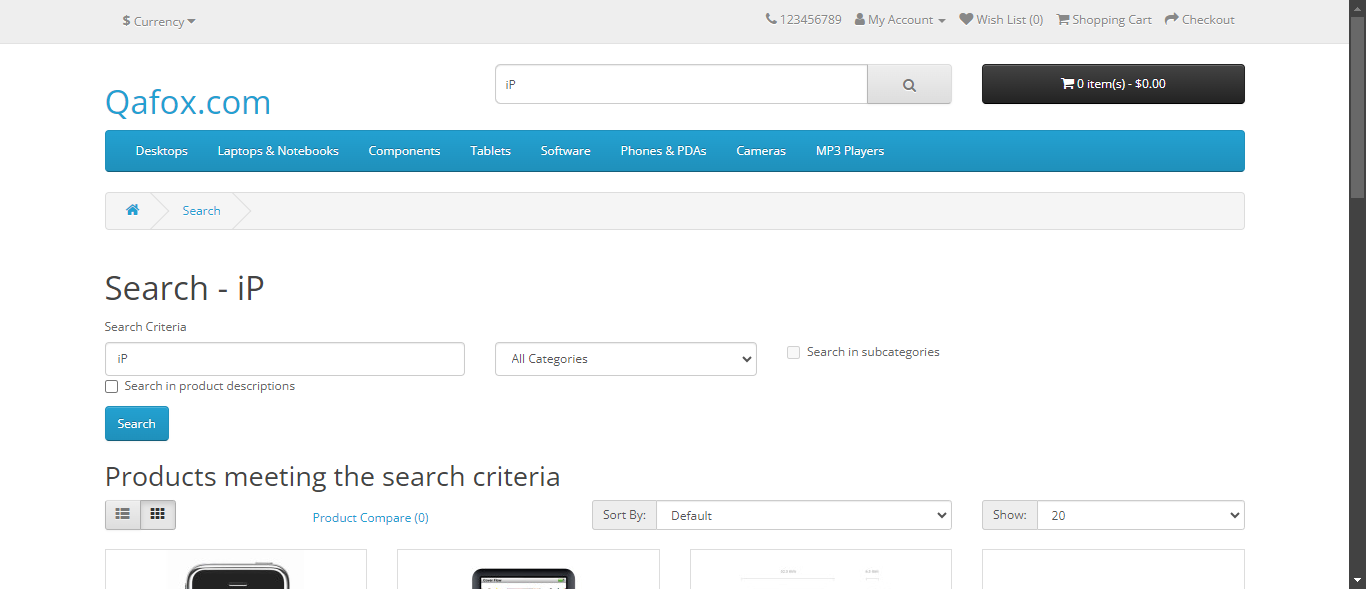 $ Currency
123456789 My Account Wish List (0) Shopping Cart Checkout
Qafox.com
iP
0 item(s) - $0.00
Desktops Laptops & Notebooks Components Tablets Software Phones & PDAs Cameras MP3 Players
Search
Search - iP
Search Criteria
iP
All Categories
Search in subcategories
Search in product descriptions
Search
Products meeting the search criteria
Product Compare (0)
Sort By: Default
Show: 20